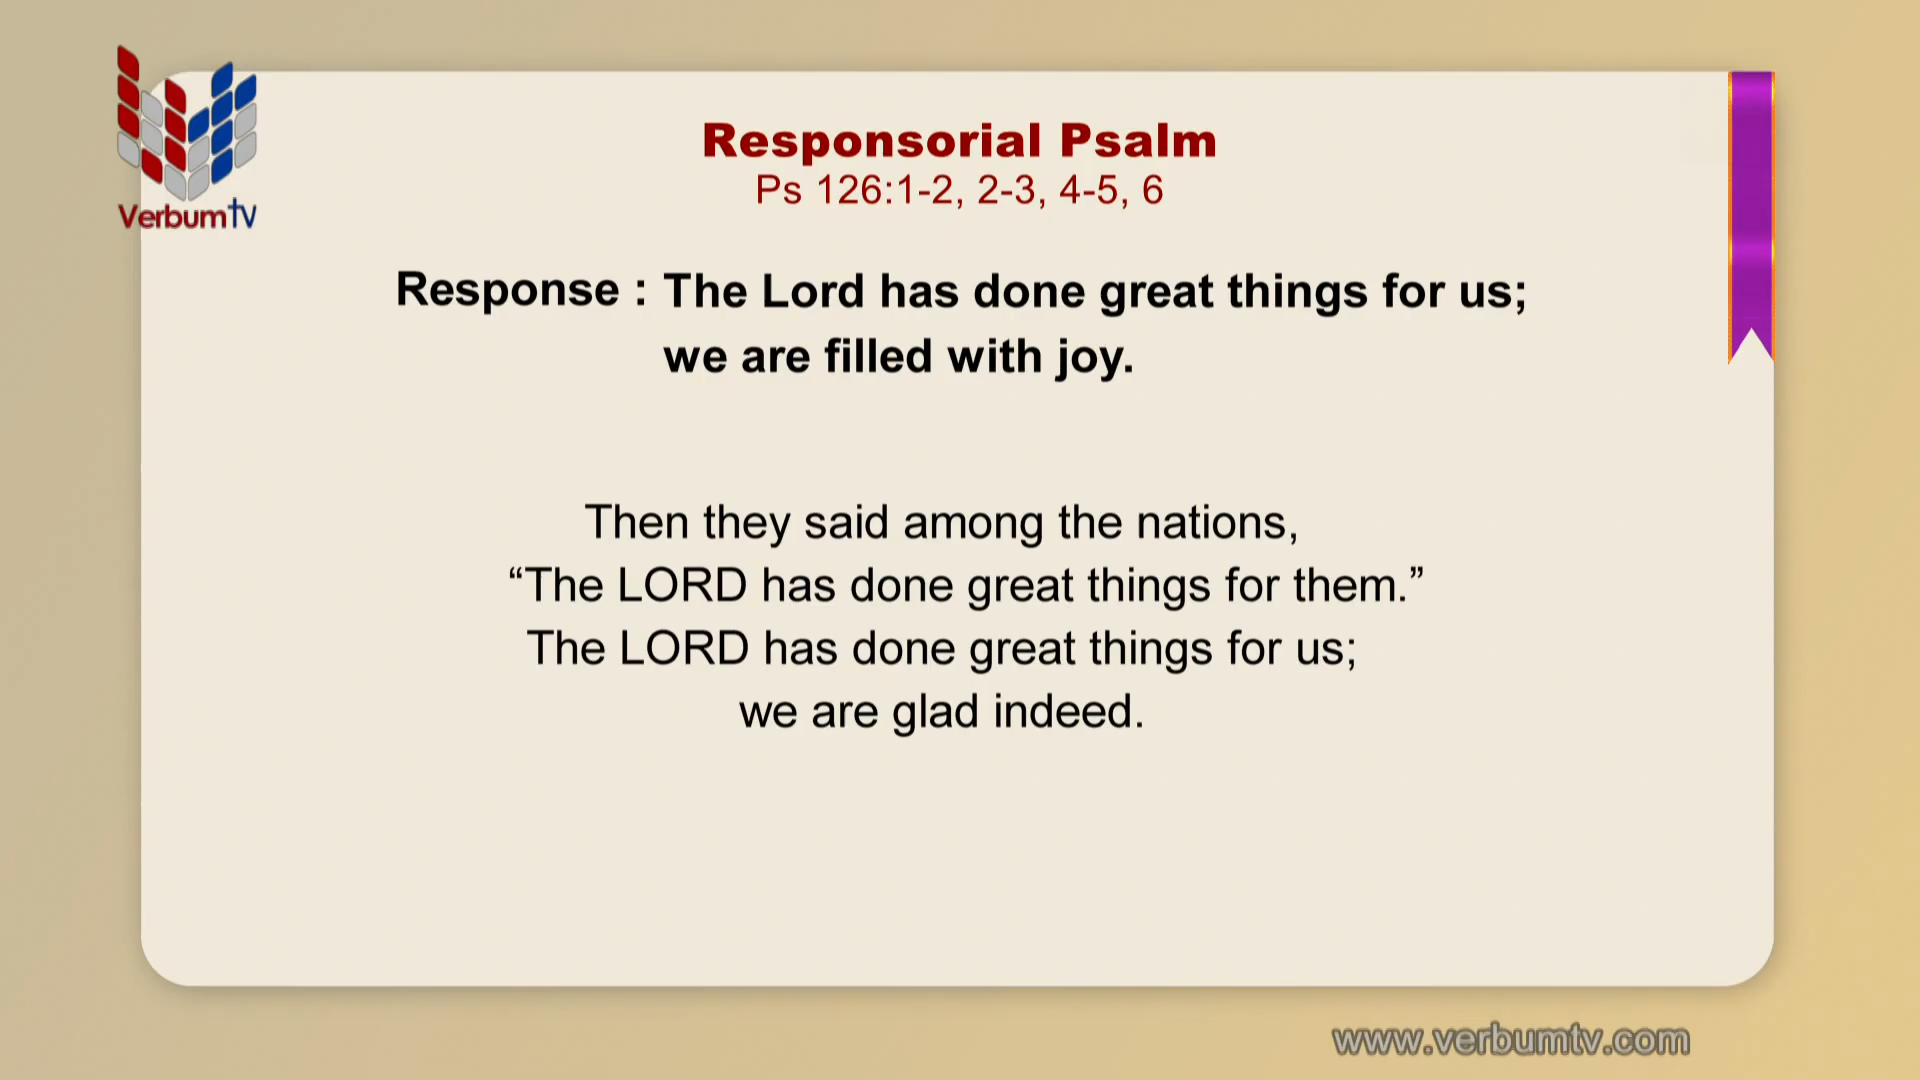 VerbumTV
Responsorial Psalm
Ps 126:1-2, 2-3, 4-5, 6
Response : The Lord has done great things for us;
we are filled with joy.
Then they said among the nations,
“The LORD has done great things for them.”
The LORD has done great things for us;
we are glad indeed.
www.verbumtv.com